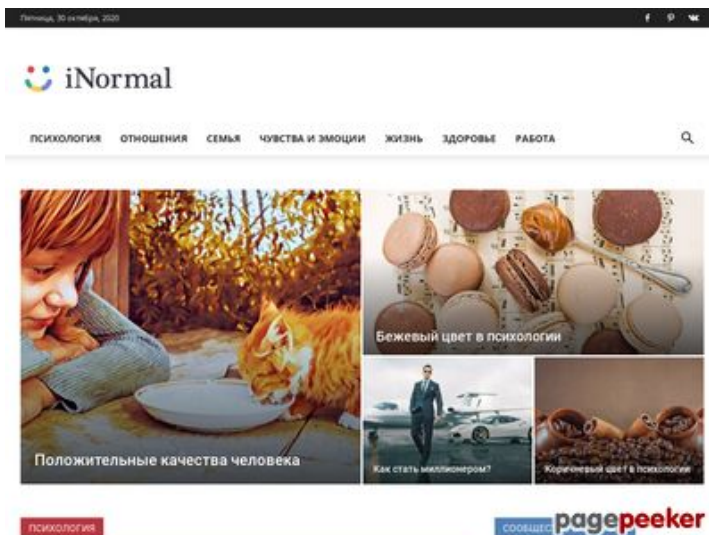 Пятница, 30 октября, 2020
iNormal
ПСИХОЛОГИЯ ОТНОШЕНИЯ СЕМЬЯ ЧУВСТВА И ЭМОЦИИ ЖИЗНЬ ЗДОРОВЬЕ РАБОТА
Бежевый цвет в психологии
Положительные качества человека
Как стать миллионером?
Коричневый цвет в психологии
ПСИХОЛОГИЯ
СООБЩЕС
pagepeeker